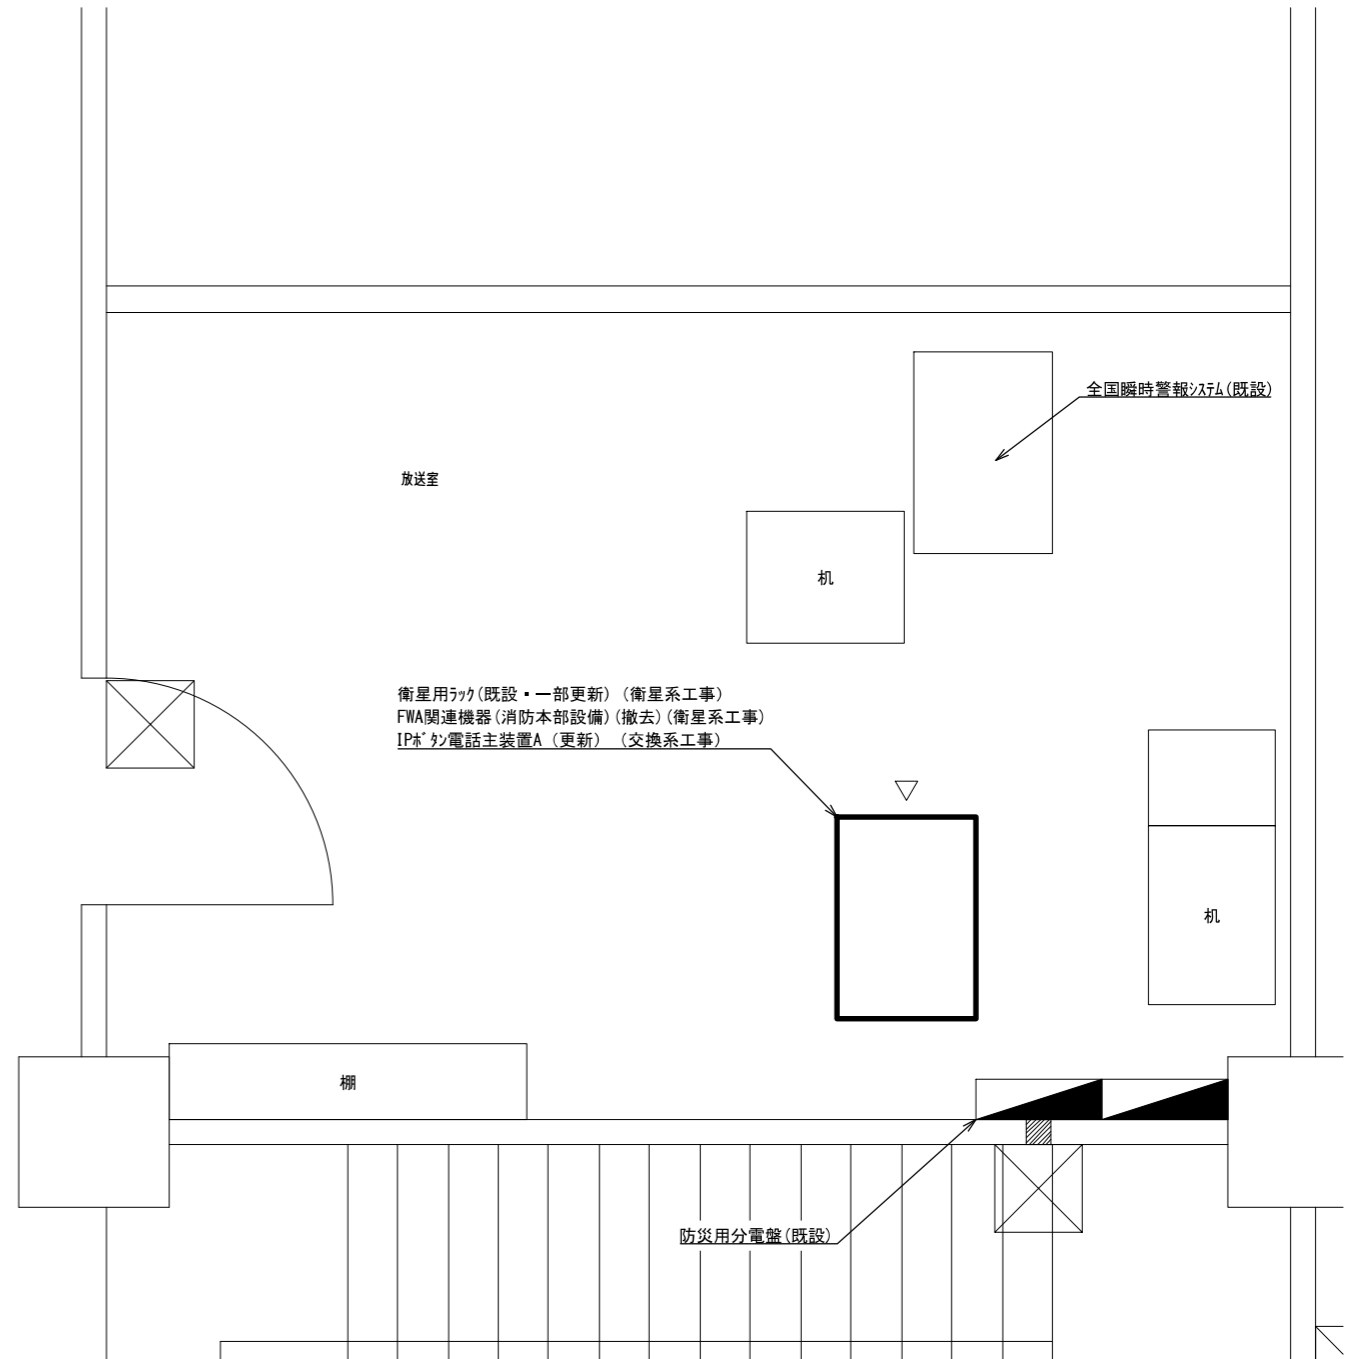 全国瞬時警報ｼｽﾃﾑ(既設)
放送室
机
衛星用ﾗｯｸ(既設・一部更新) (衛星系工事)
FWA関連機器(消防本部設備)(撤去)(衛星系工事)
IPﾎﾞﾀﾝ電話主装置A (更新) (交換系工事)
机
棚
防災用分電盤(既設)